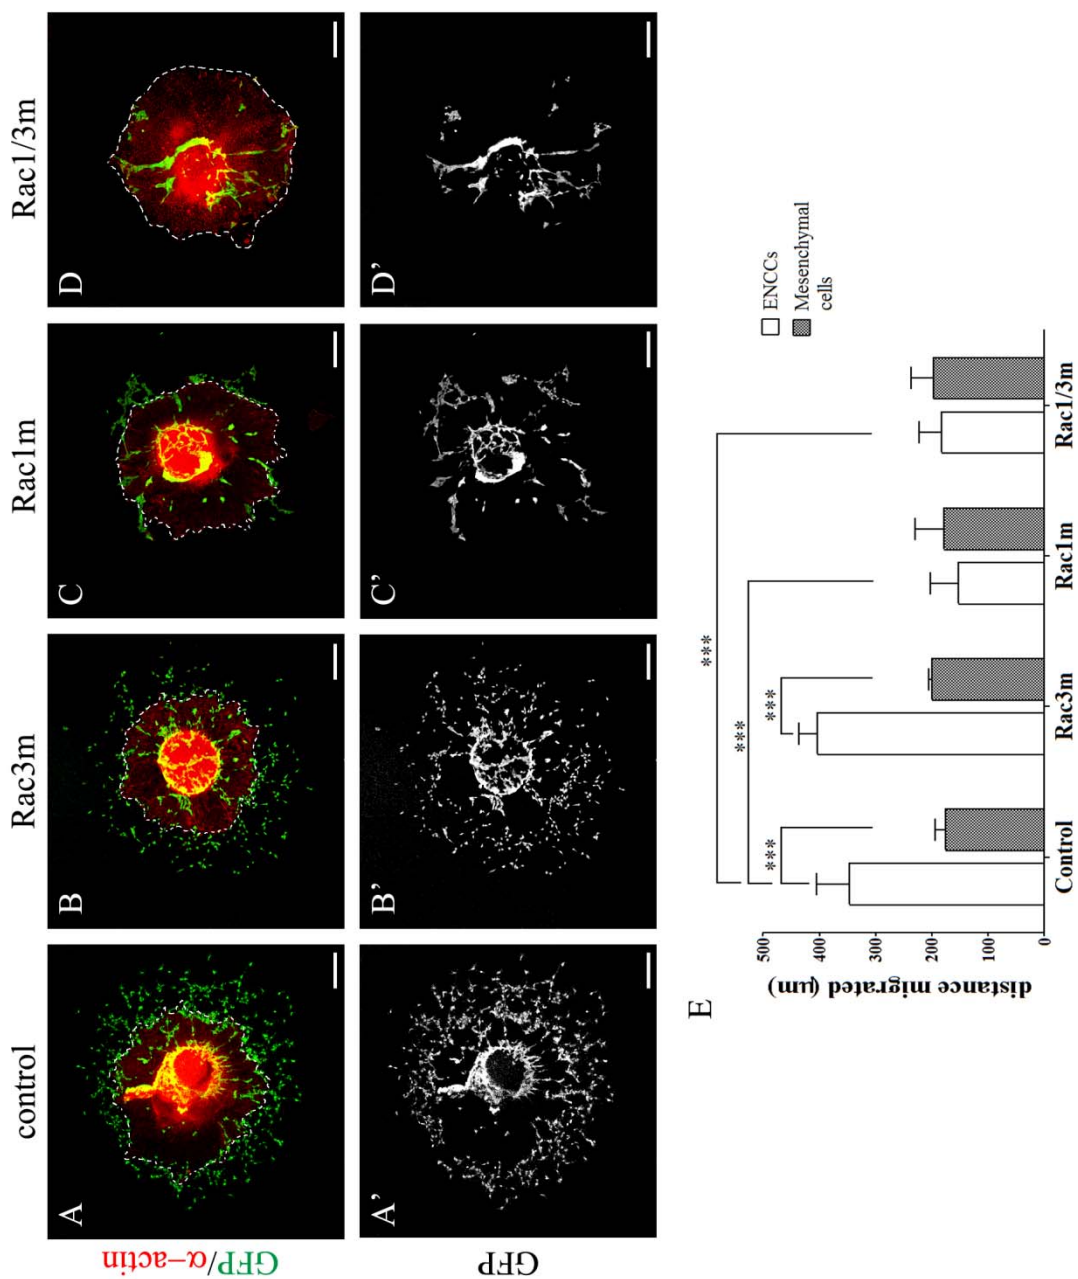 control
Rac3m
Rac1m
Rac1/3m
GFP/α–actin
A
B
C
D
GFP
A’
B’
C’
D’
E
distance migrated (μm)
500
400
300
200
100
0
***
***
***
***
ENCCs
Mesenchymal
cells
Control
Rac3m
Rac1m
Rac1/3m